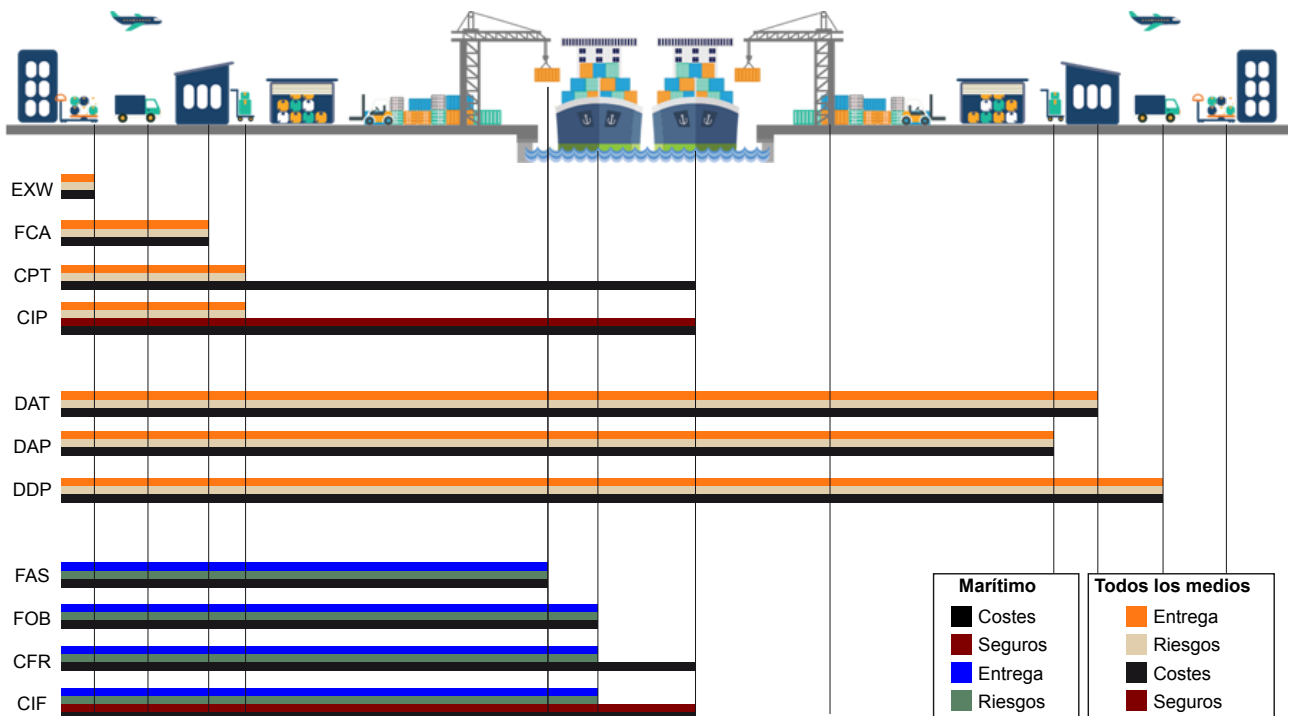 EXW
FCA
CPT
CIP
DAT
DAP
DDP
FAS
FOB
CFR
CIF
Marítimo
Costes
Seguros
Entrega
Riesgos
Todos los medios
Entrega
Riesgos
Costes
Seguros